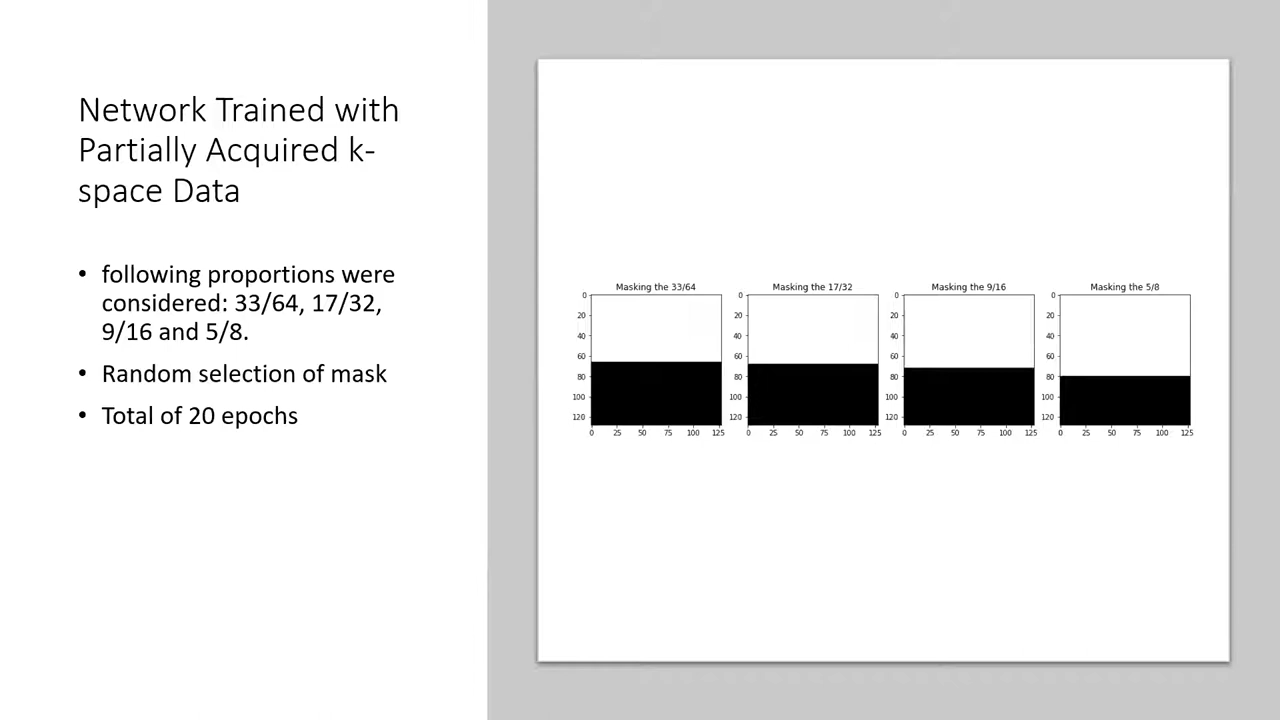 Network Trained with
Partially Acquired k-
space Data
• following proportions were
considered: 33/64, 17/32,
9/16 and 5/8.
• Random selection of mask
• Total of 20 epochs
Masking the 33/64
0
20
40
60
80
100
120
0 25 50 75 100 125
Masking the 17/32
0
20
40
60
80
100
120
0 25 50 75 100 125
Masking the 9/16
0
20
40
60
80
100
120
0 25 50 75 100 125
Masking the 5/8
0
20
40
60
80
100
120
0 25 50 75 100 125